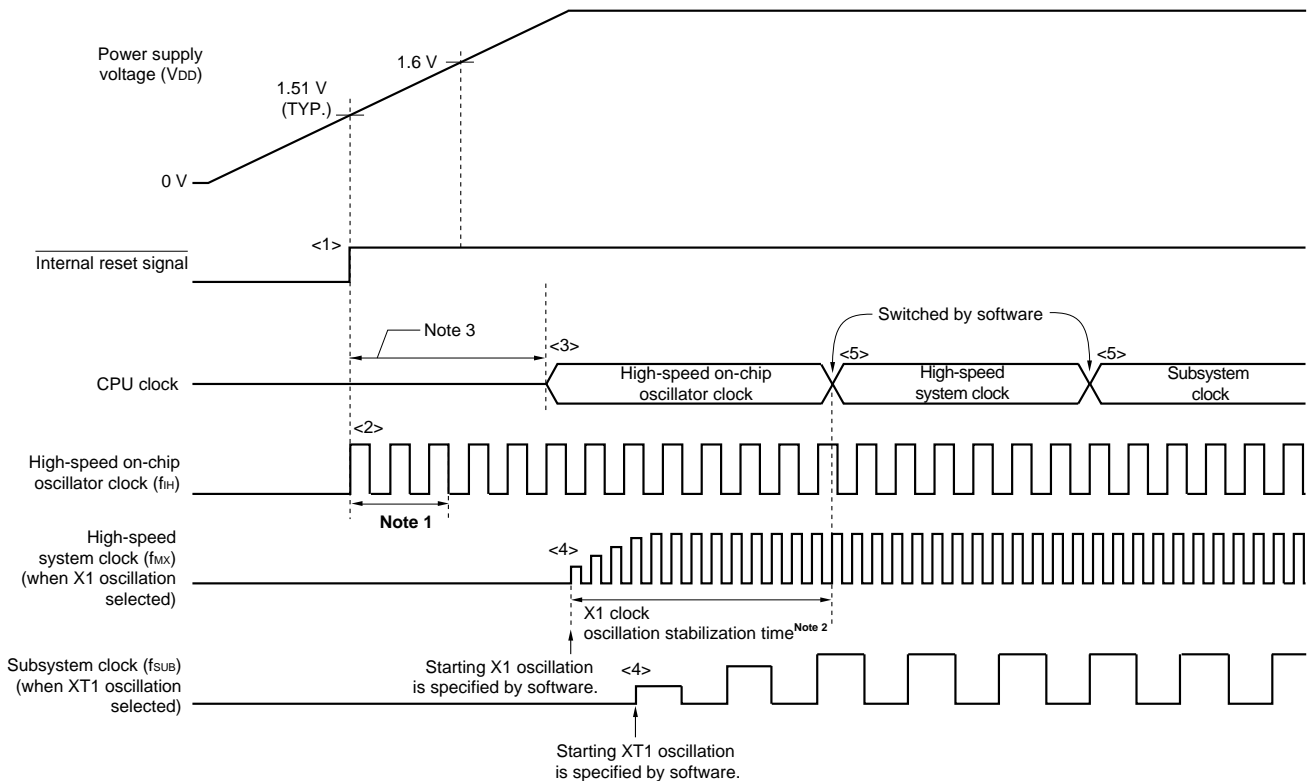 Power supply
voltage (VDD)
1.6 V
1.51 V
(TYP.)
0 V
<1>
Internal reset signal
Note 3
Switched by software
<3>
<5>
<5>
CPU clock
High-speed on-chip
oscillator clock
High-speed
system clock
Subsystem
clock
<2>
High-speed on-chip
oscillator clock (fIH)
Note 1
High-speed
system clock (fMX)
(when X1 oscillation
selected)
<4>
X1 clock
oscillation stabilization time Note 2
Starting X1 oscillation
is specified by software.
Subsystem clock (fSUB)
(when XT1 oscillation
selected)
<4>
Starting XT1 oscillation
is specified by software.